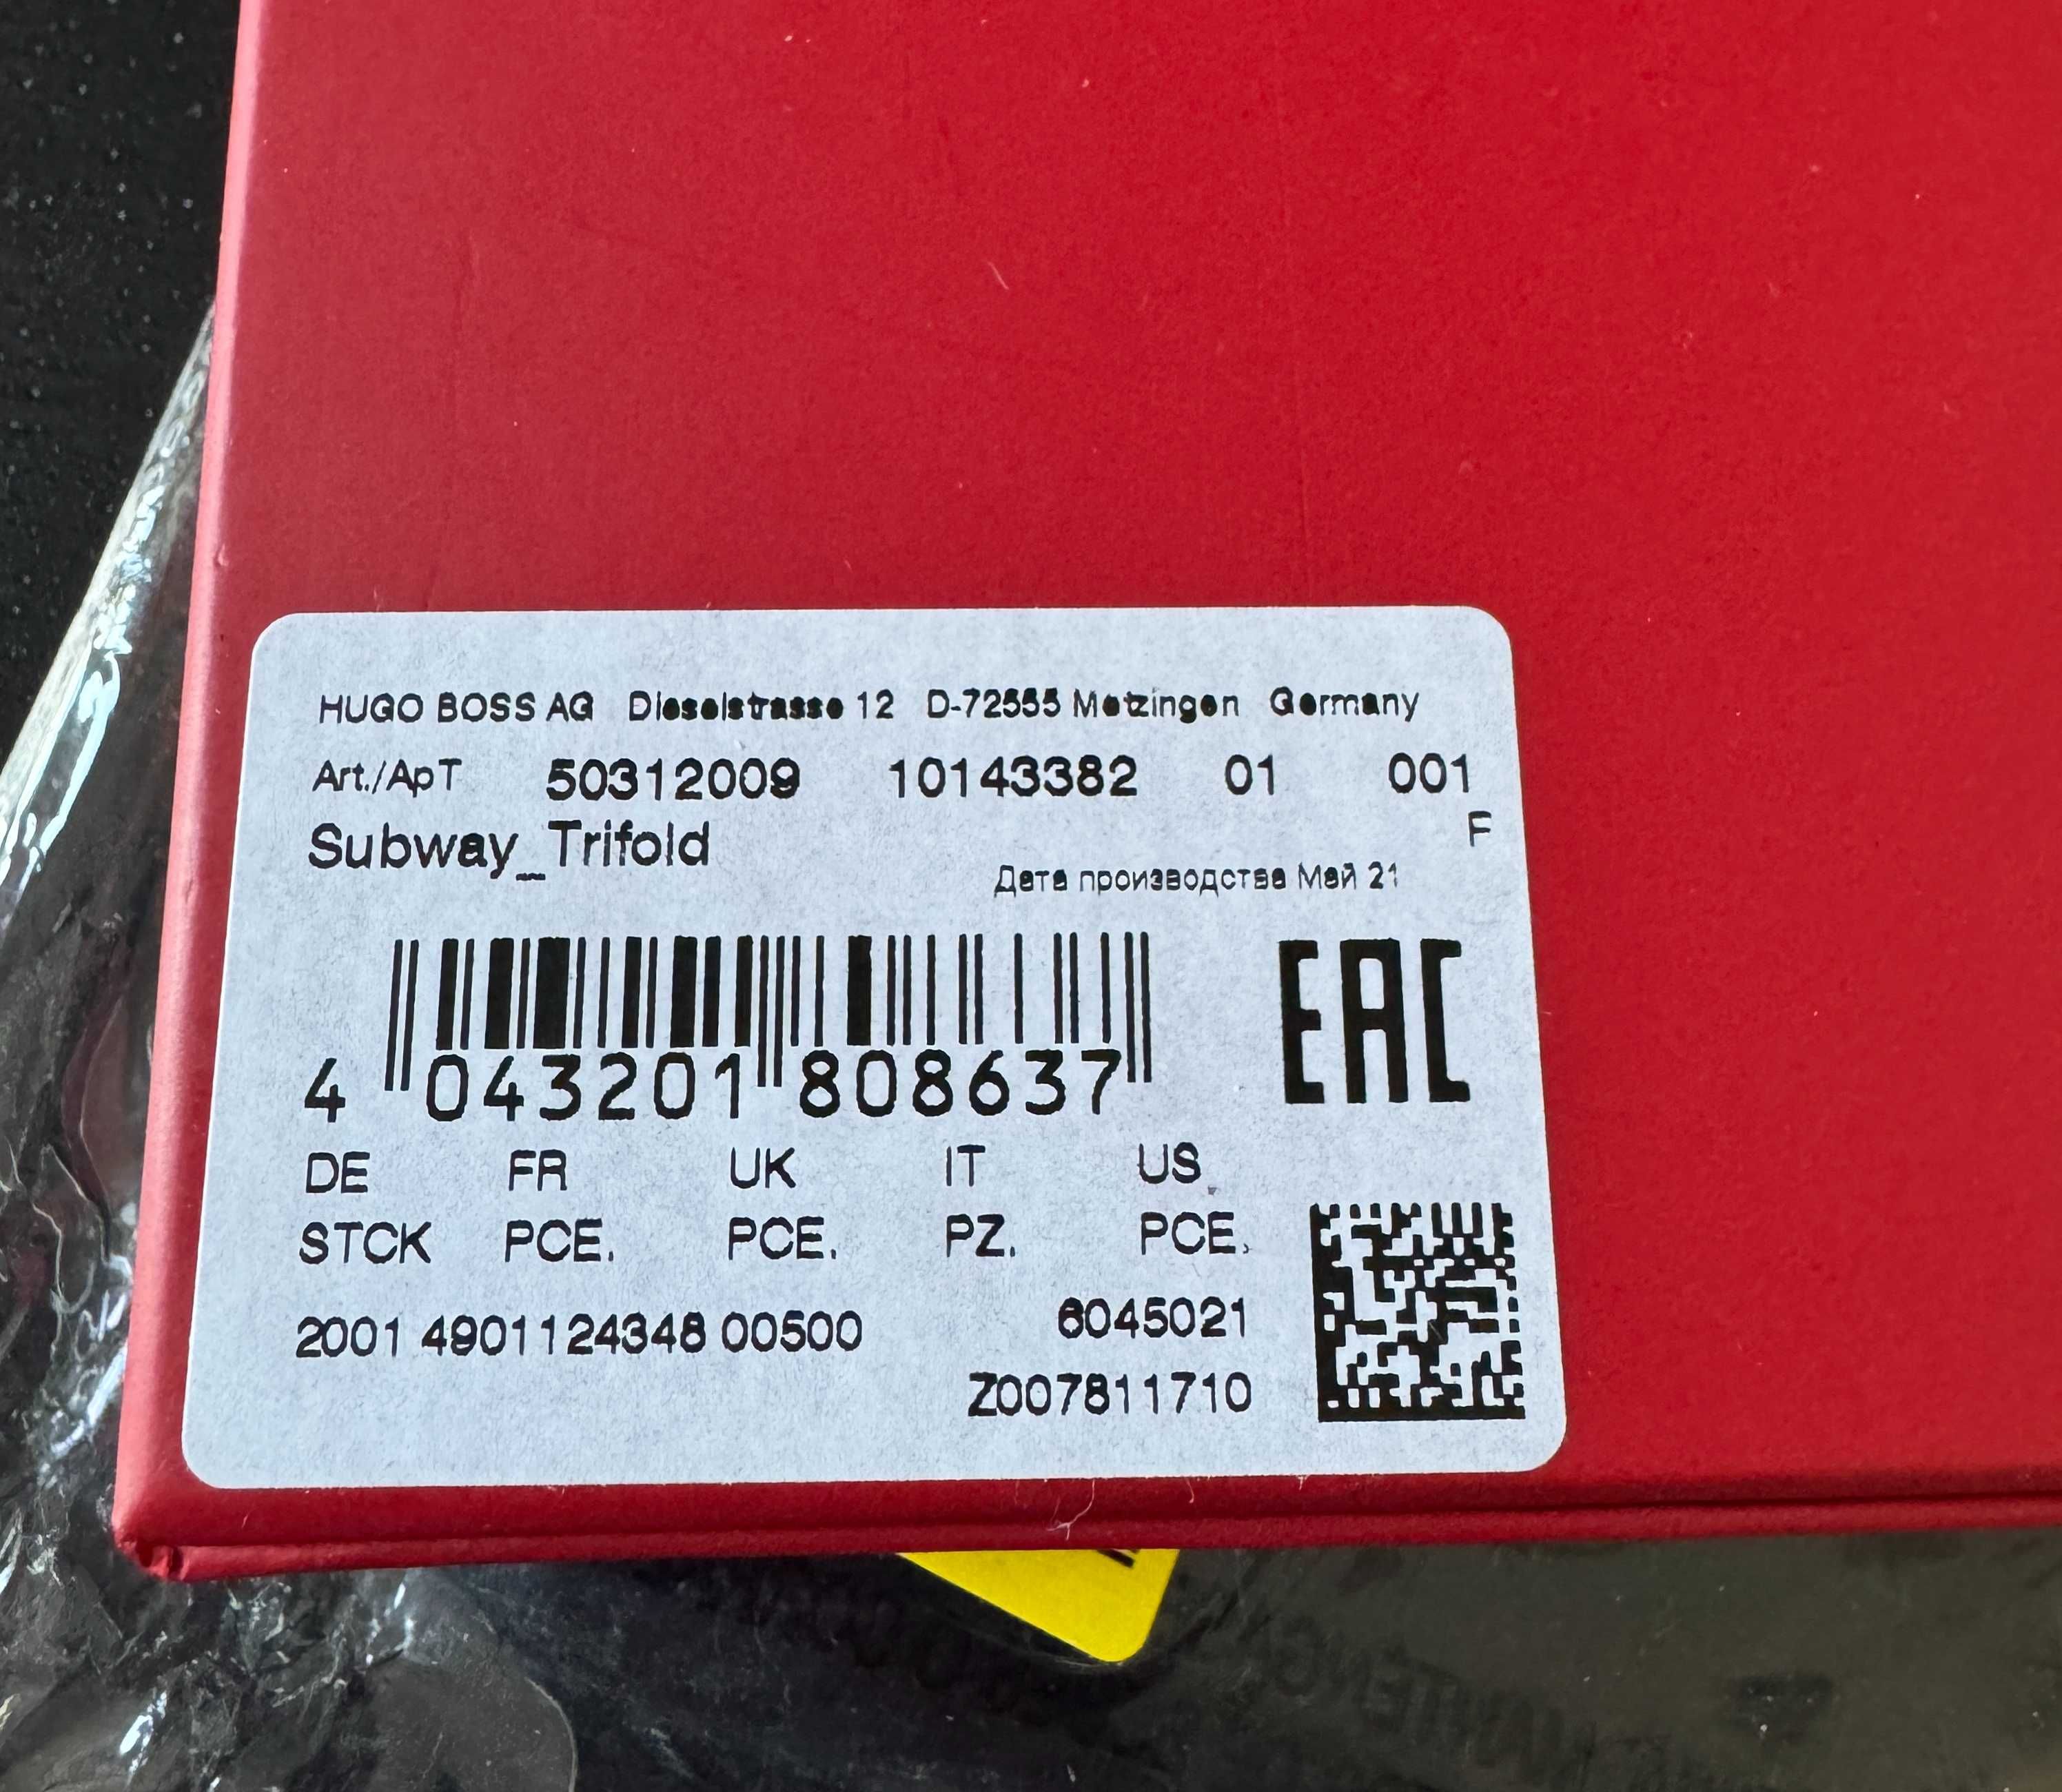 HUGO BOSS AG Dieselstrasse 12 D-72555 Metzingen Germany
Art./ApT 50312009 10143382 01 001
Subway_Trifold F
Дата производства Май 21
4 043201 808637
EAC
DE FR UK IT US
STCK PCE. PCE. PZ. PCE.
2001 4901124348 00500 6045021
Z007811710